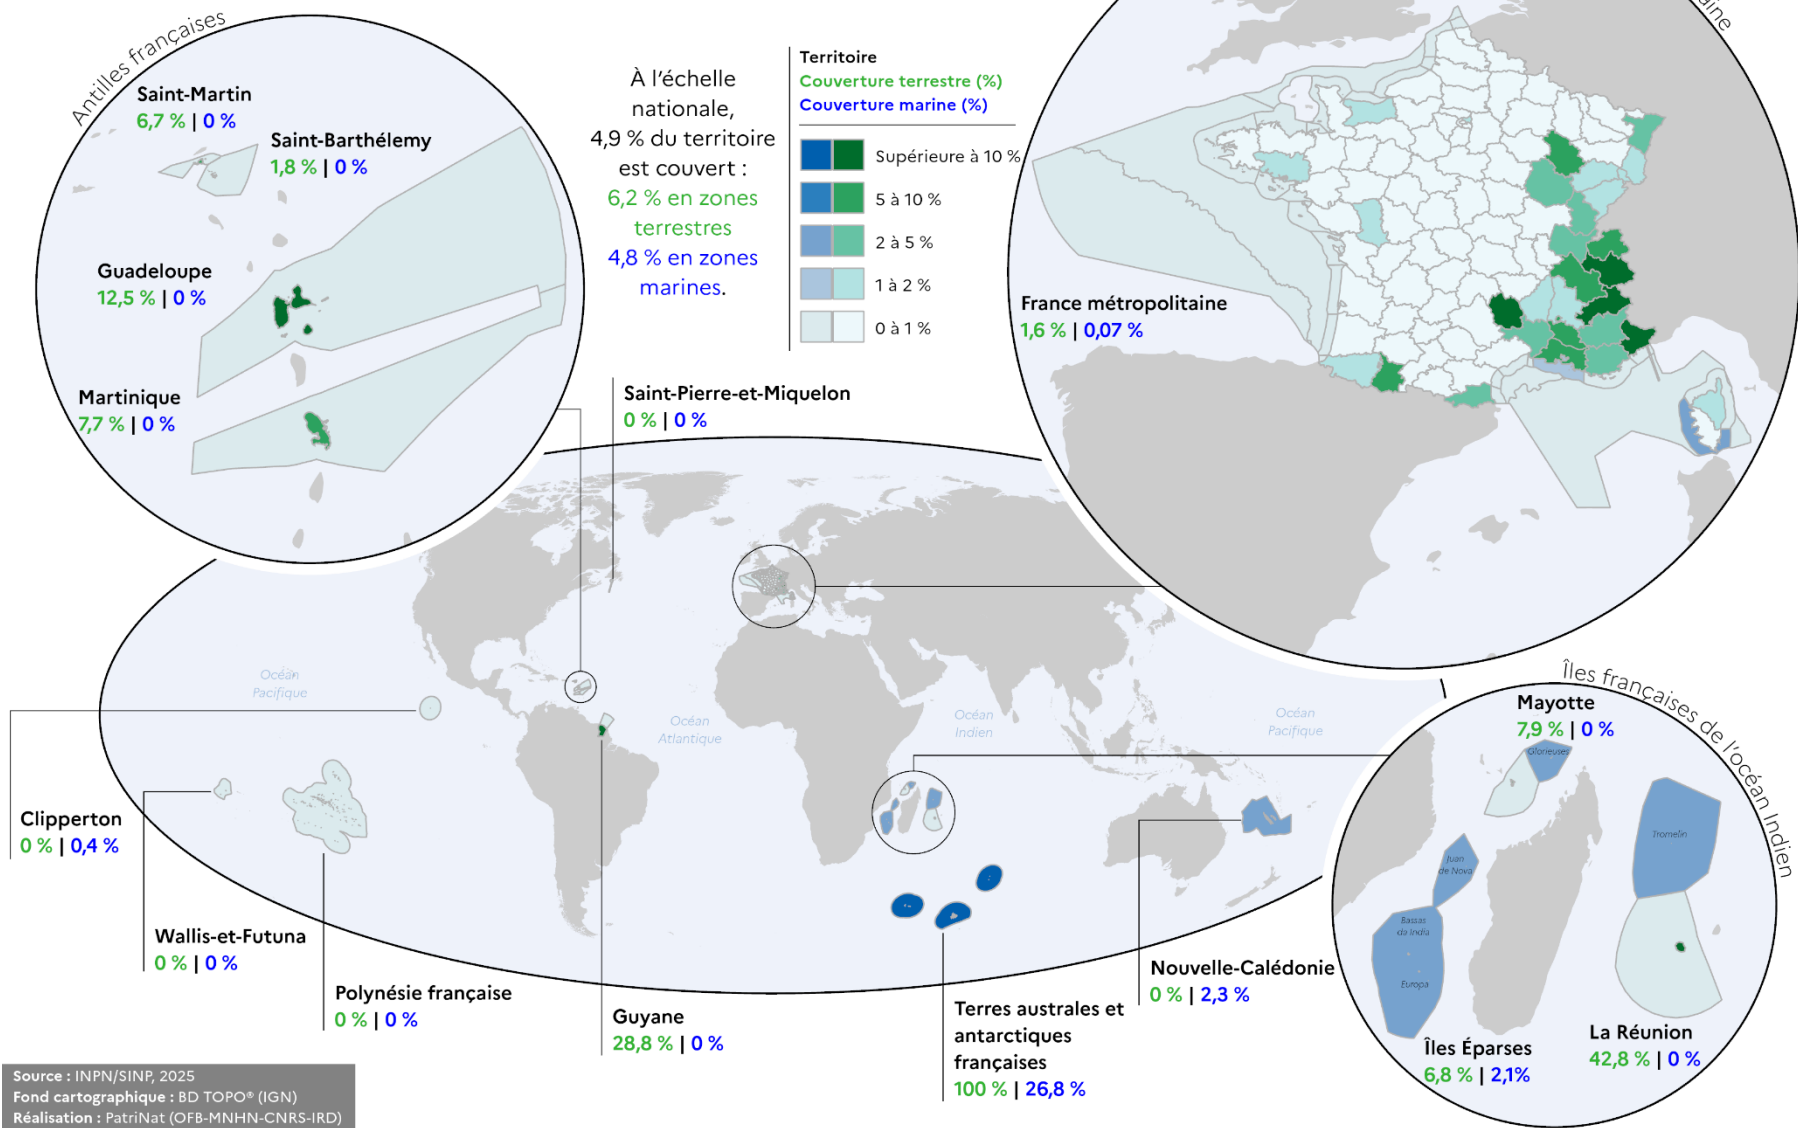 Antilles françaises
Saint-Martin
6,7 % | 0 %
Saint-Barthélemy
1,8 % | 0 %
Guadeloupe
12,5 % | 0 %
Martinique
7,7 % | 0 %
À l’échelle
nationale,
4,9 % du territoire
est couvert :
6,2 % en zones
terrestres
4,8 % en zones
marines.
Territoire
Couverture terrestre (%)
Couverture marine (%)
Supérieure à 10 %
5 à 10 %
2 à 5 %
1 à 2 %
0 à 1 %
France métropolitaine
1,6 % | 0,07 %
Saint-Pierre-et-Miquelon
0 % | 0 %
Océan
Pacifique
Océan
Atlantique
Océan
Indien
Océan
Pacifique
Clipperton
0 % | 0,4 %
Wallis-et-Futuna
0 % | 0 %
Polynésie française
0 % | 0 %
Guyane
28,8 % | 0 %
Terres australes et
antarctiques
françaises
100 % | 26,8 %
Nouvelle-Calédonie
0 % | 2,3 %
Îles françaises de l’océan Indien
Mayotte
7,9 % | 0 %
Glorieuses
Tromelin
Juan
de Nova
Bassas
da India
Europa
Îles Éparses
6,8 % | 2,1%
La Réunion
42,8 % | 0 %
Source : INPN/SINP, 2025
Fond cartographique : BD TOPO® (IGN)
Réalisation : PatriNat (OFB-MNHN-CNRS-IRD)